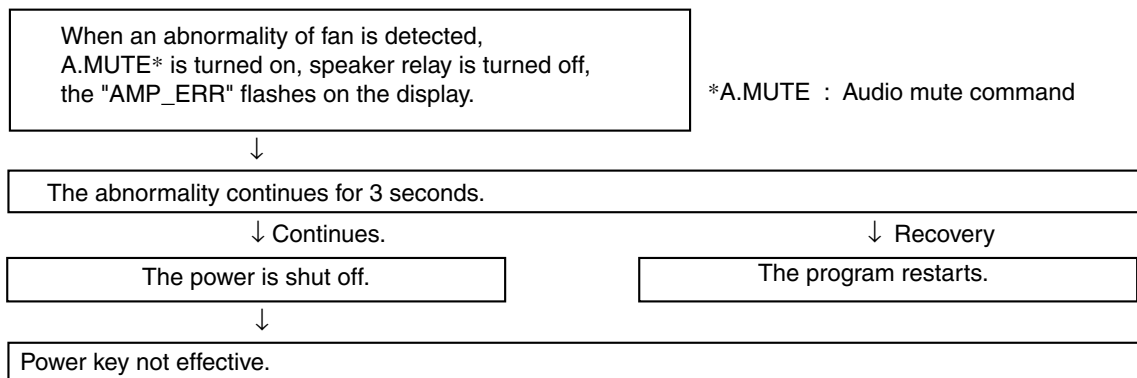 When an abnormality of fan is detected,
A.MUTE* is turned on, speaker relay is turned off,
the "AMP_ERR" flashes on the display.
*A.MUTE : Audio mute command
↓
The abnormality continues for 3 seconds.
↓ Continues.
↓ Recovery
The power is shut off.
The program restarts.
↓
Power key not effective.